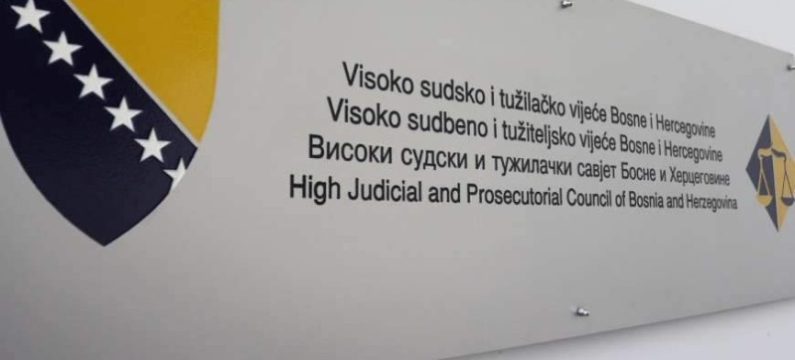 Visoko sudsko i tužilačko vijeće Bosne i Hercegovine
Visoko sudbeno i tužiteljsko vijeće Bosne i Hercegovine
Високи судски и тужилачки савјет Босне и Херцеговине
High Judicial and Prosecutorial Council of Bosnia and Herzegovina